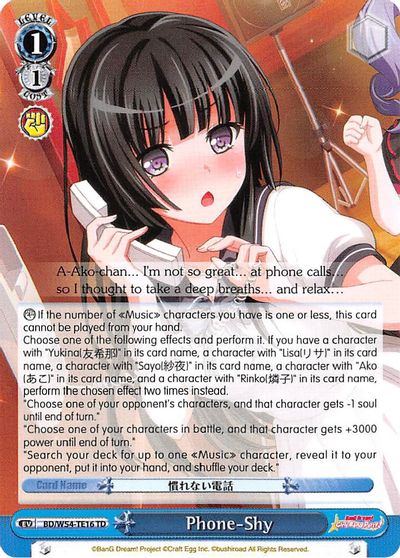 LEVEL
1
1
COST
A-Ako-chan... I'm not so great... at phone calls...
so I thought to take a deep breaths... and relax...
If the number of «Music» characters you have is one or less, this card
cannot be played from your hand.
Choose one of the following effects and perform it. If you have a character
with "Yukina(友希那)" in its card name, a character with "Lisa(リサ)" in its
card name, a character with "Sayo(紗夜)" in its card name, a character with "Ako
(あこ)" in its card name, and a character with "Rinko(燐子)" in its card name,
perform the chosen effect two times instead.
"Choose one of your opponent's characters, and that character gets -1 soul
until end of turn."
"Choose one of your characters in battle, and that character gets +3000
power until end of turn."
"Search your deck for up to one «Music» character, reveal it to your
opponent, put it into your hand, and shuffle your deck."
Card Name 慣れない電話
EV BD/W54-TE16 TD
Phone-Shy
©BanG Dream! Project ©Craft Egg Inc. ©bushiroad All Rights Reserved.